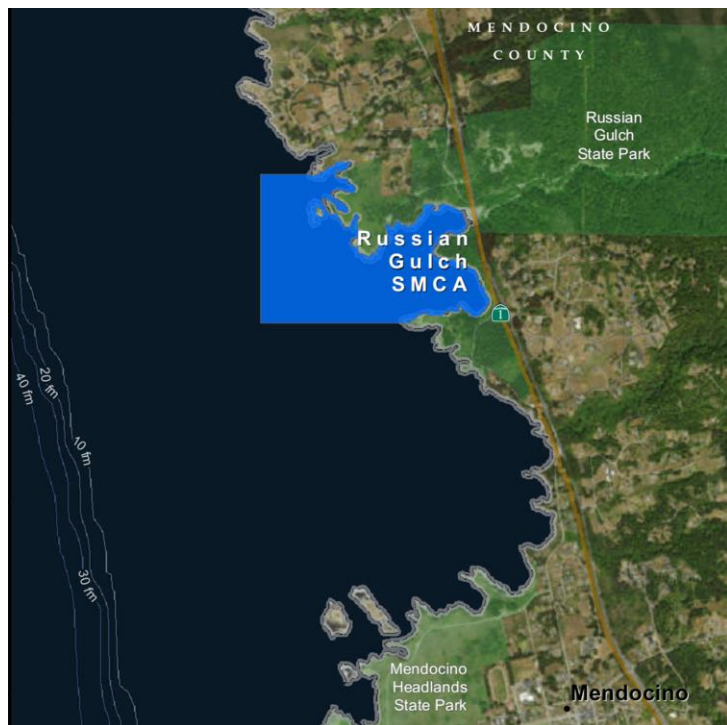 MENDOCINO
COUNTY
Russian
Gulch
State Park
Russian
Gulch
SMCA
1
40 fm
20 fm
10 fm
30 fm
Mendocino
Headlands
State Park
Mendocino